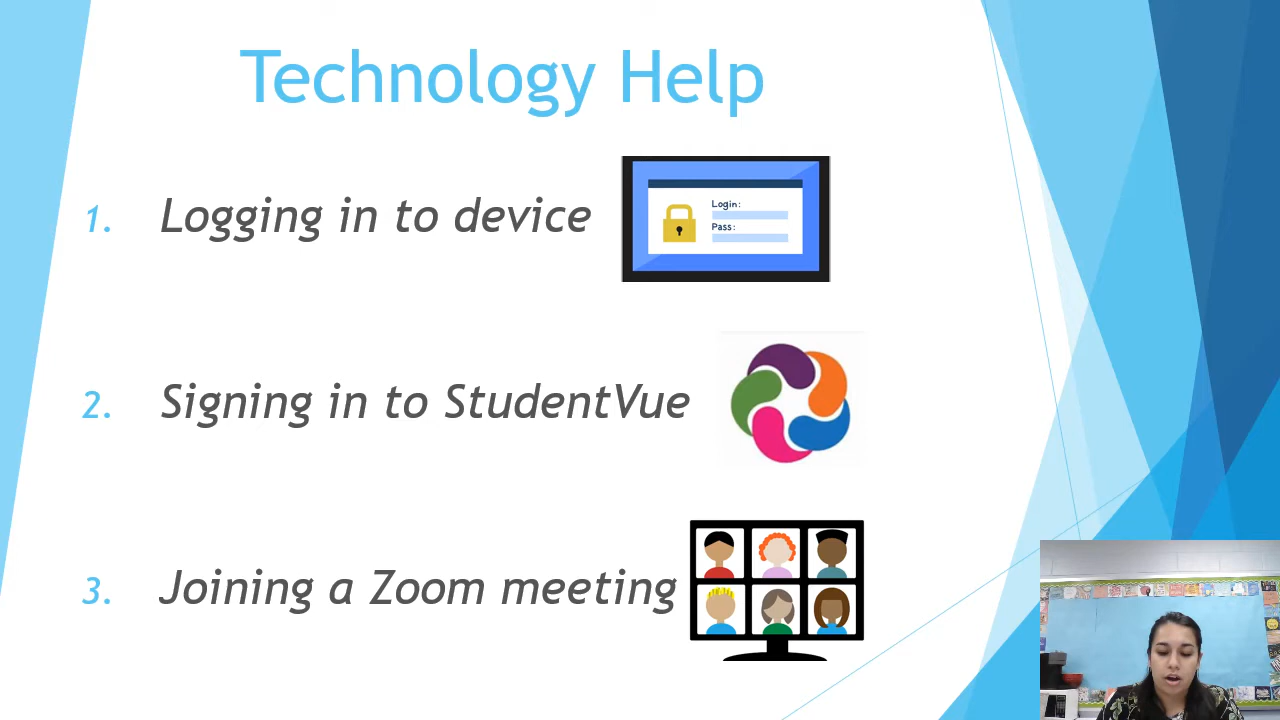 Technology Help
1. Logging in to device
Login:
Pass:
2. Signing in to StudentVue
3. Joining a Zoom meeting